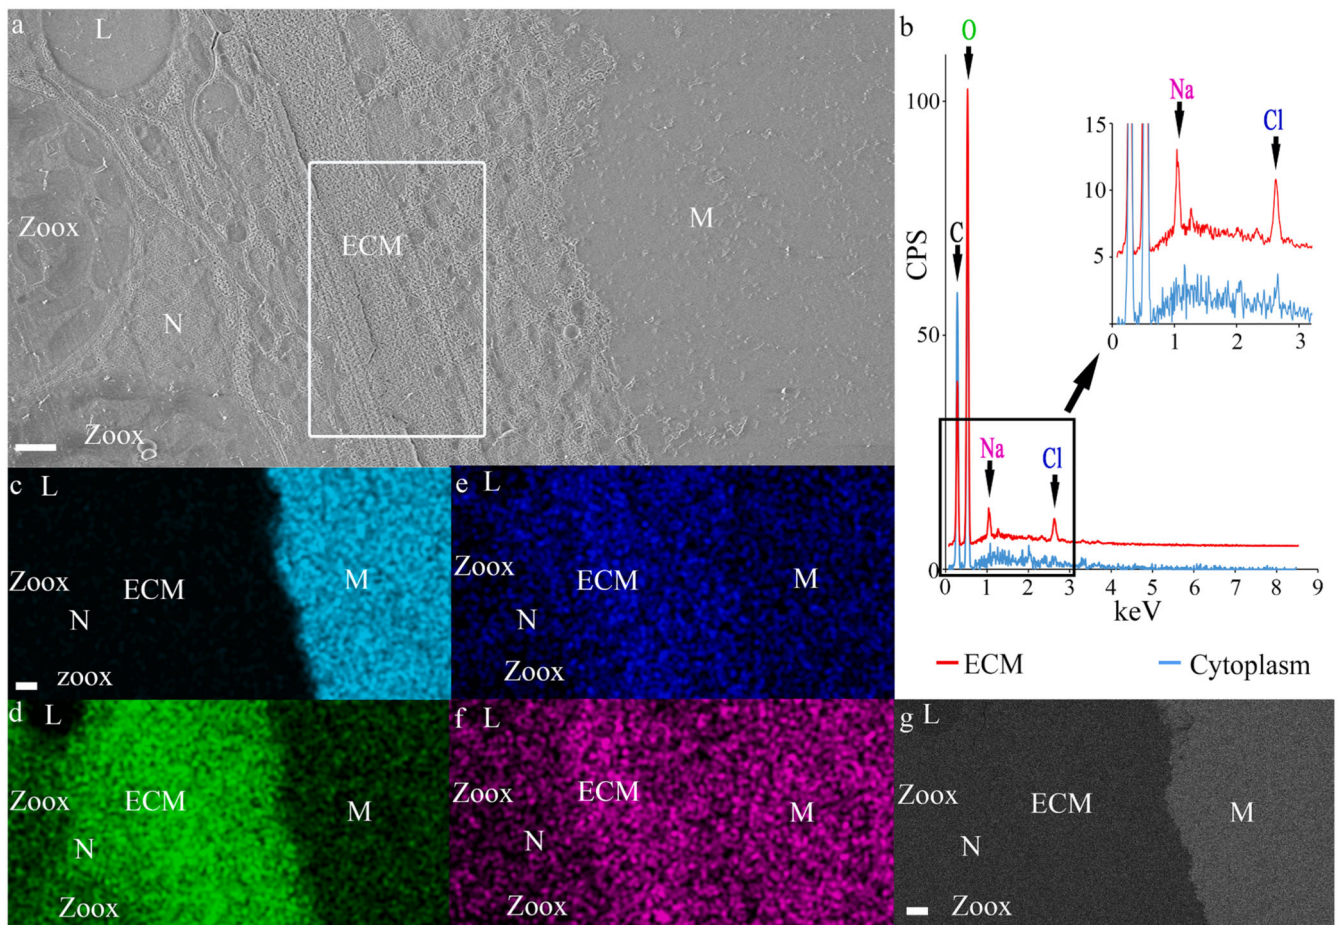 a
L
Zoox
ECM
M
N
Zoox
b
O
100
C
CPS
50
0
Na
Cl
15
10
5
0 1 2 3
Na
Cl
0 1 2 3 4 5 6 7 8 9
keV
ECM
Cytoplasm
c L
Zoox
ECM
M
N
zoox
e L
Zoox
ECM
M
N
Zoox
d L
Zoox
ECM
M
N
Zoox
f L
Zoox
ECM
M
N
Zoox
g L
Zoox
ECM
M
N
Zoox